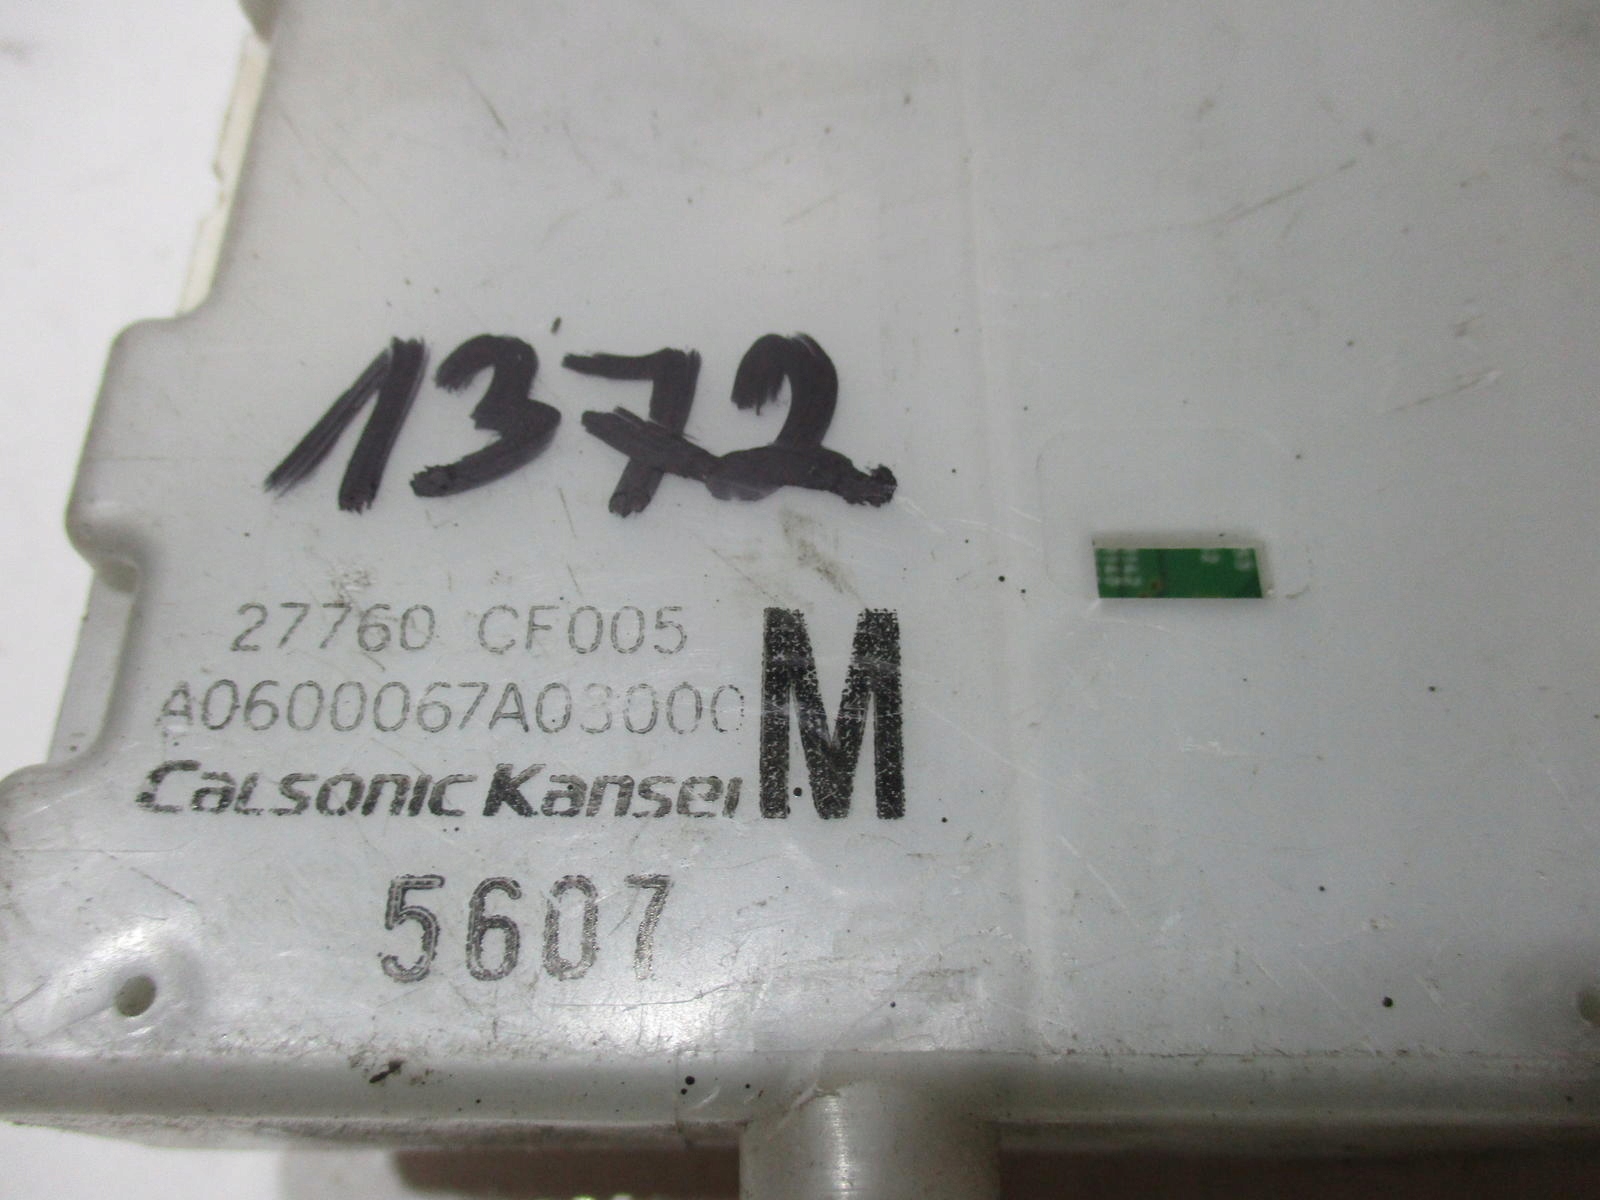 1372
27760 CF005
A0600067A03000
CaLsonic Kansei
M
5607